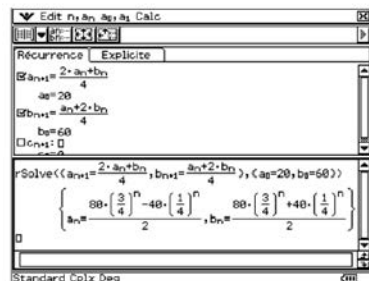 Edit n, an a0, a1 Calc
Récurrence Explicite
an+1=2·an+bn/4
a0=20
bn+1=an+2·bn/4
b0=60
cn+1:
rSolve((an+1=2·an+bn/4,bn+1=an+2·bn/4),(a0=20,b0=60))
{an=80·(3/4)^n-40·(1/4)^n/2,bn=80·(3/4)^n+40·(1/4)^n/2}
Standard Cplx Deg